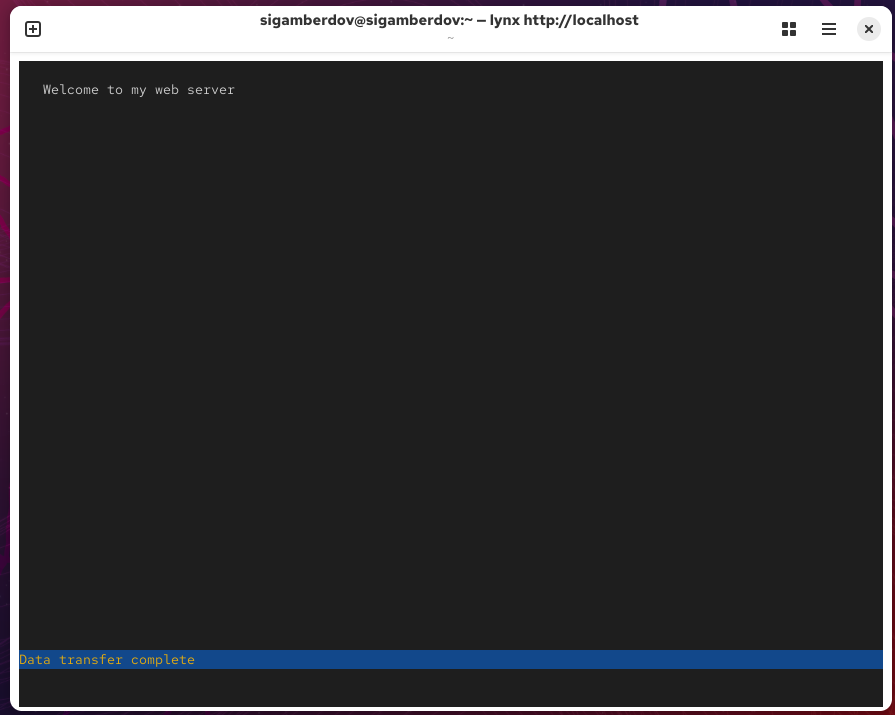 sigamberdov@sigamberdov:~ — lynx http://localhost
~
Welcome to my web server
Data transfer complete